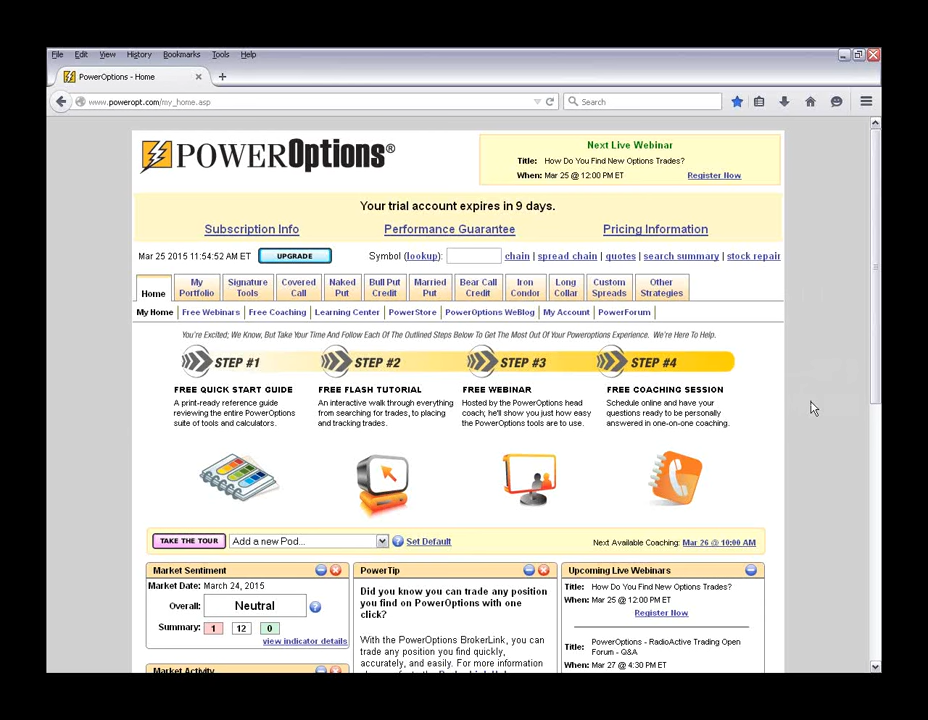 File Edit View History Bookmarks Tools Help
PowerOptions - Home
www.poweropt.com/my_home.asp
Search
POWEROptions®
Next Live Webinar
Title: How Do You Find New Options Trades?
When: Mar 25 @ 12:00 PM ET Register Now
Your trial account expires in 9 days.
Subscription Info Performance Guarantee Pricing Information
Mar 25 2015 11:54:52 AM ET UPGRADE Symbol (lookup): chain | spread chain | quotes | search summary | stock repair
Home My Portfolio Signature Tools Covered Call Naked Put Bull Put Credit Married Put Bear Call Credit Iron Condor Long Collar Custom Spreads Other Strategies
My Home | Free Webinars | Free Coaching | Learning Center | PowerStore | PowerOptions WeBlog | My Account | PowerForum |
You're Excited; We Know, But Take Your Time And Follow Each Of The Outlined Steps Below To Get The Most Out Of Your Poweroptions Experience. We're Here To Help.
STEP #1 STEP #2 STEP #3 STEP #4
FREE QUICK START GUIDE
A print-ready reference guide
reviewing the entire PowerOptions
suite of tools and calculators.
FREE FLASH TUTORIAL
An interactive walk through everything
from searching for trades, to placing
and tracking trades.
FREE WEBINAR
Hosted by the PowerOptions head
coach; he'll show you just how easy
the PowerOptions tools are to use.
FREE COACHING SESSION
Schedule online and have your
questions ready to be personally
answered in one-on-one coaching.
TAKE THE TOUR Add a new Pod... ? Set Default Next Available Coaching: Mar 26 @ 10:00 AM
Market Sentiment
Market Date: March 24, 2015
Overall: Neutral ?
Summary: 1 12 0
view indicator details
Market Activity
PowerTip
Did you know you can trade any position
you find on PowerOptions with one
click?
With the PowerOptions BrokerLink, you can
trade any position you find quickly,
accurately, and easily. For more information
Upcoming Live Webinars
Title: How Do You Find New Options Trades?
When: Mar 25 @ 12:00 PM ET
Register Now
Title: PowerOptions - RadioActive Trading Open
Forum - Q&A
When: Mar 27 @ 4:30 PM ET